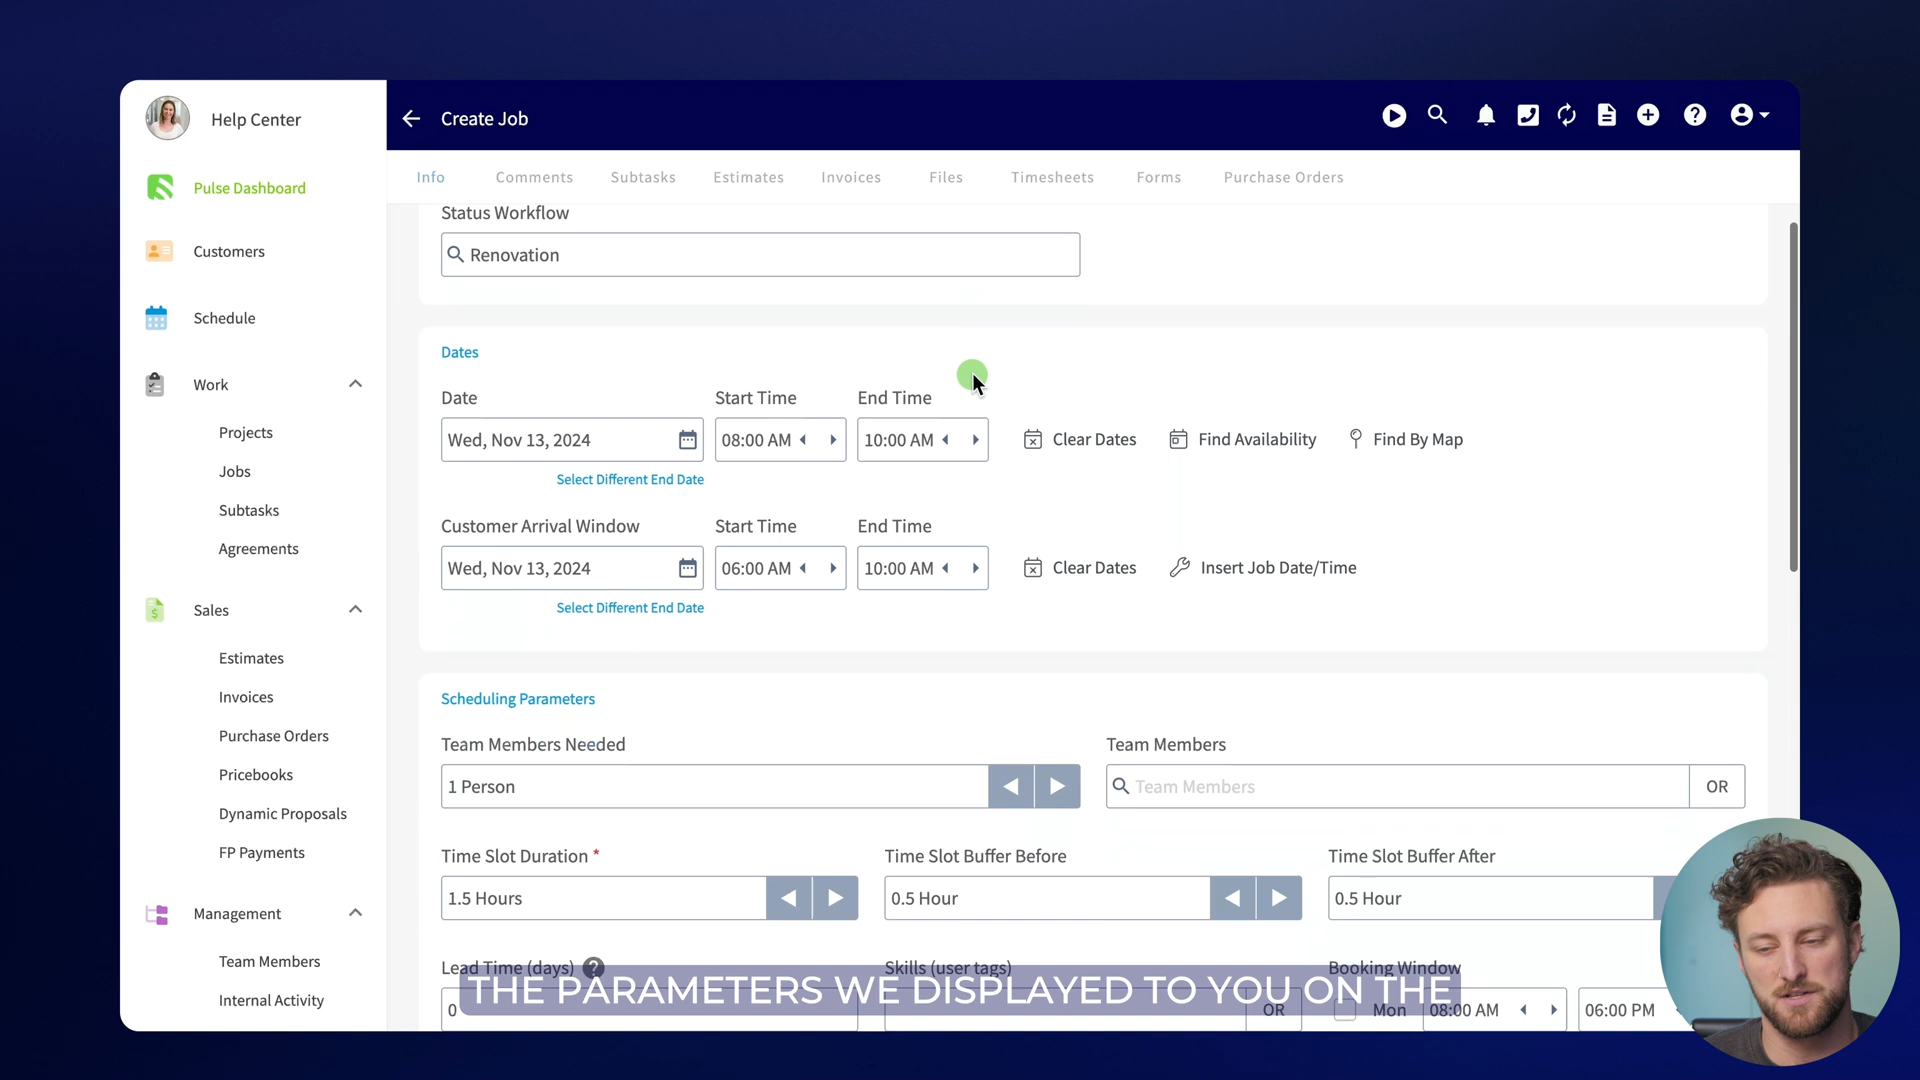 Help Center
Create Job
Pulse Dashboard
Customers
Schedule
Work
Projects
Jobs
Subtasks
Agreements
Sales
Estimates
Invoices
Purchase Orders
Pricebooks
Dynamic Proposals
FP Payments
Management
Team Members
Internal Activity
Info Comments Subtasks Estimates Invoices Files Timesheets Forms Purchase Orders
Status Workflow
Renovation
Dates
Date Start Time End Time
Wed, Nov 13, 2024 08:00 AM 10:00 AM Clear Dates Find Availability Find By Map
Select Different End Date
Customer Arrival Window Start Time End Time
Wed, Nov 13, 2024 06:00 AM 10:00 AM Clear Dates Insert Job Date/Time
Select Different End Date
Scheduling Parameters
Team Members Needed Team Members
1 Person Team Members OR
Time Slot Duration * Time Slot Buffer Before Time Slot Buffer After
1.5 Hours 0.5 Hour 0.5 Hour
Lead Time (days) ? Skills (user tags) Booking Window
THE PARAMETERS WE DISPLAYED TO YOU ON THE
0 OR Mon 08:00 AM 06:00 PM